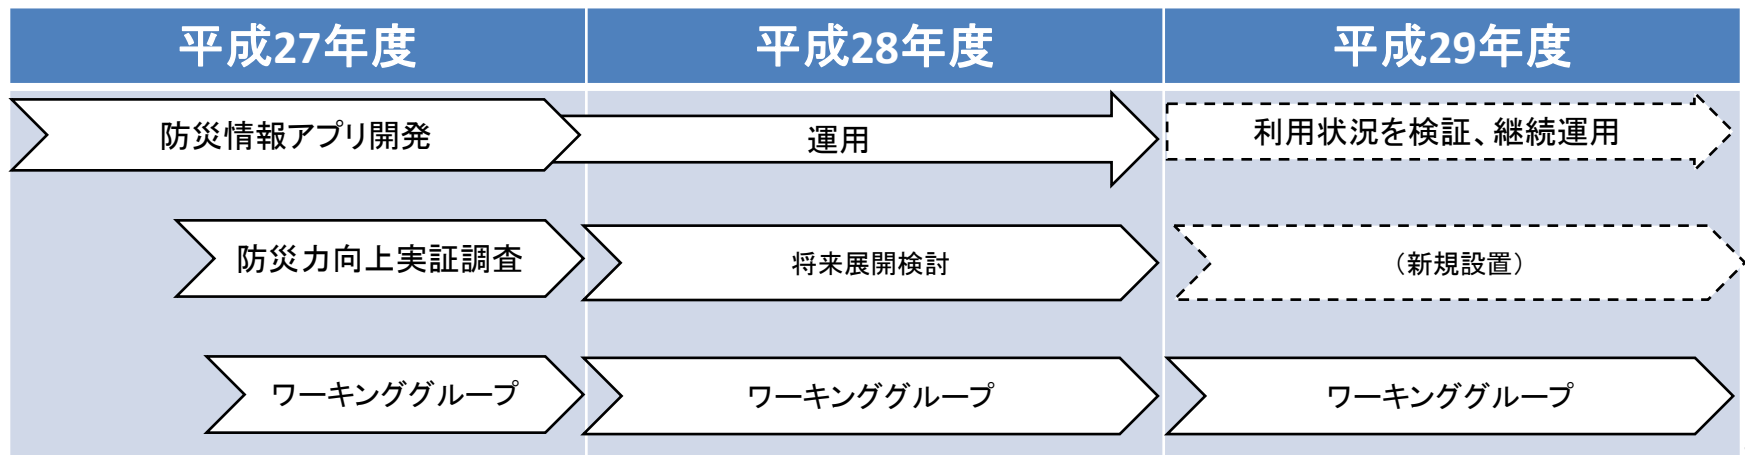 平成27年度
平成28年度
平成29年度
防災情報アプリ開発
運用
利用状況を検証、継続運用
防災力向上実証調査
将来展開検討
（新規設置）
ワーキンググループ
ワーキンググループ
ワーキンググループ